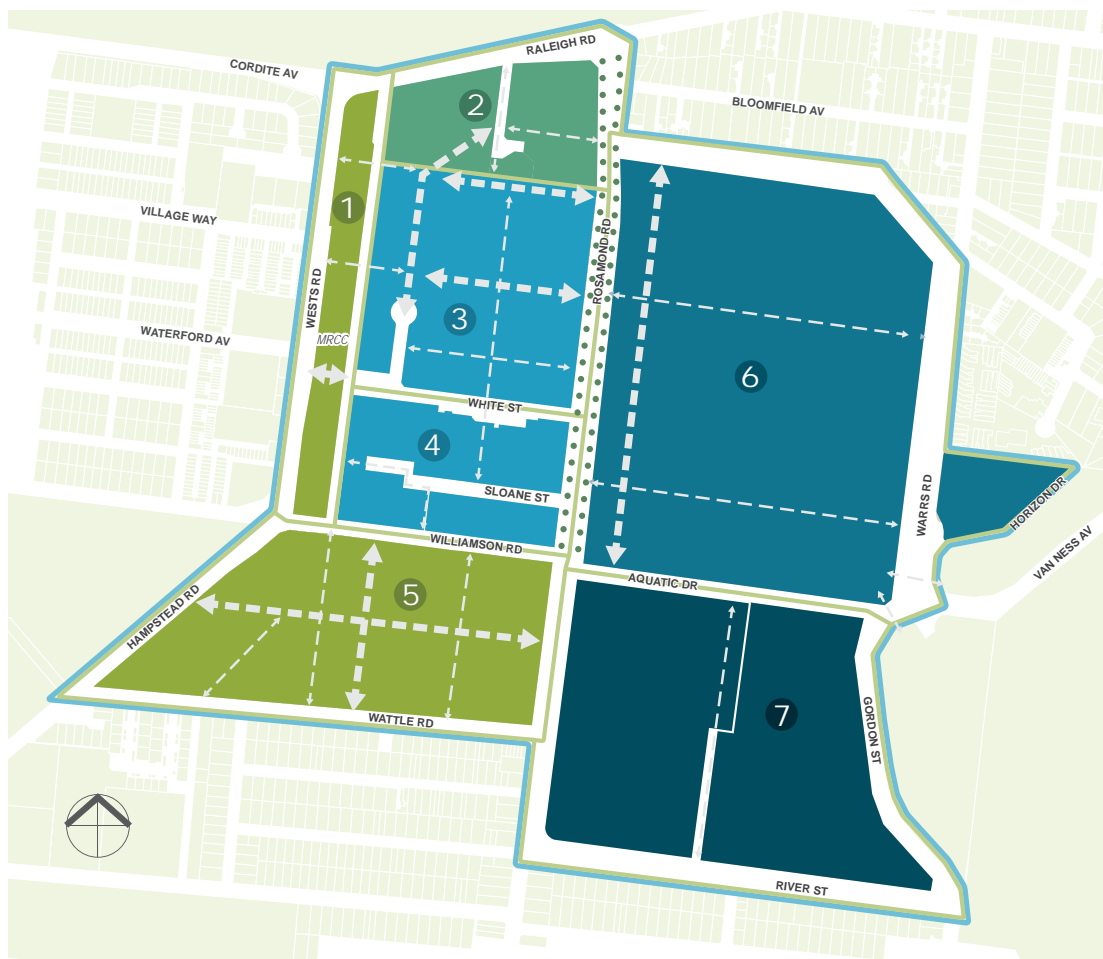 RALEIGH RD
CORDITE AV
2
BLOOMFIELD AV
1
VILLAGE WAY
ROSAMOND RD
WESTS RD
3
WATERFORD AV
MRCC
6
WHITE ST
4
SLOANE ST
WARRS RD
HORIZON DR
WILLIAMSON RD
VAN NESS AV
AQUATIC DR
5
HAMPSTEAD RD
WATTLE RD
7
GORDON ST
RIVER ST